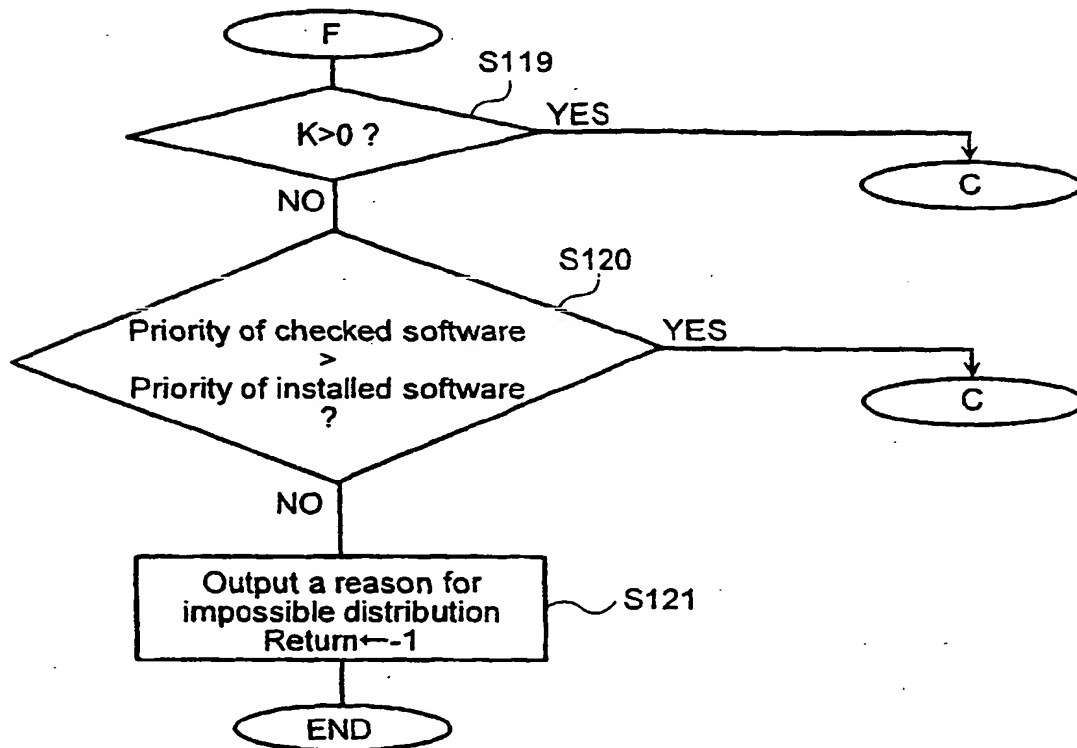 F
S119
K>0 ?
YES
C
NO
S120
Priority of checked software
>
Priority of installed software
?
YES
C
NO
Output a reason for
impossible distribution
Return←-1
S121
END